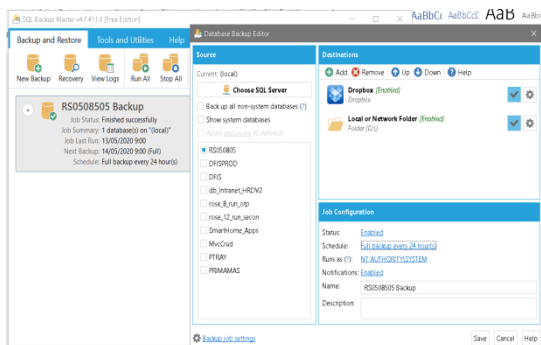 SQL Backup Master v4.7.411.0 [Free Edition]
AaBbCc AaBbCcC AaB AaBb
Backup and Restore Tools and Utilities Help
New Backup Recovery View Logs Run All Stop All
RS0508505 Backup
Job Status: Finished successfully
Job Summary: 1 database(s) on "(local)"
Job Last Run: 13/05/2020 9:00
Next Backup: 14/05/2020 9:00 (Full)
Schedule: Full backup every 24 hour(s)
Database Backup Editor
Source
Current: (local)
Choose SQL Server
Back up all non-system databases (?)
Show system databases
Apply exclusions (0 defined)
RS050805
DFISPROD
DFIS
db_Intranet_HRDV2
rose_8_run_otp
rose_12_run_secon
SmartHome_Apps
MvcCrud
PTRAY
PRIMAMAS
Backup job settings
Destinations
Add Remove Up Down Help
Dropbox [Enabled]
Dropbox
Local or Network Folder [Enabled]
Folder (D:\)
Job Configuration
Status: Enabled
Schedule: Full backup every 24 hour(s)
Runs as (?): NT AUTHORITY\SYSTEM
Notifications: Enabled
Name: RS0508505 Backup
Description:
Save Cancel Help